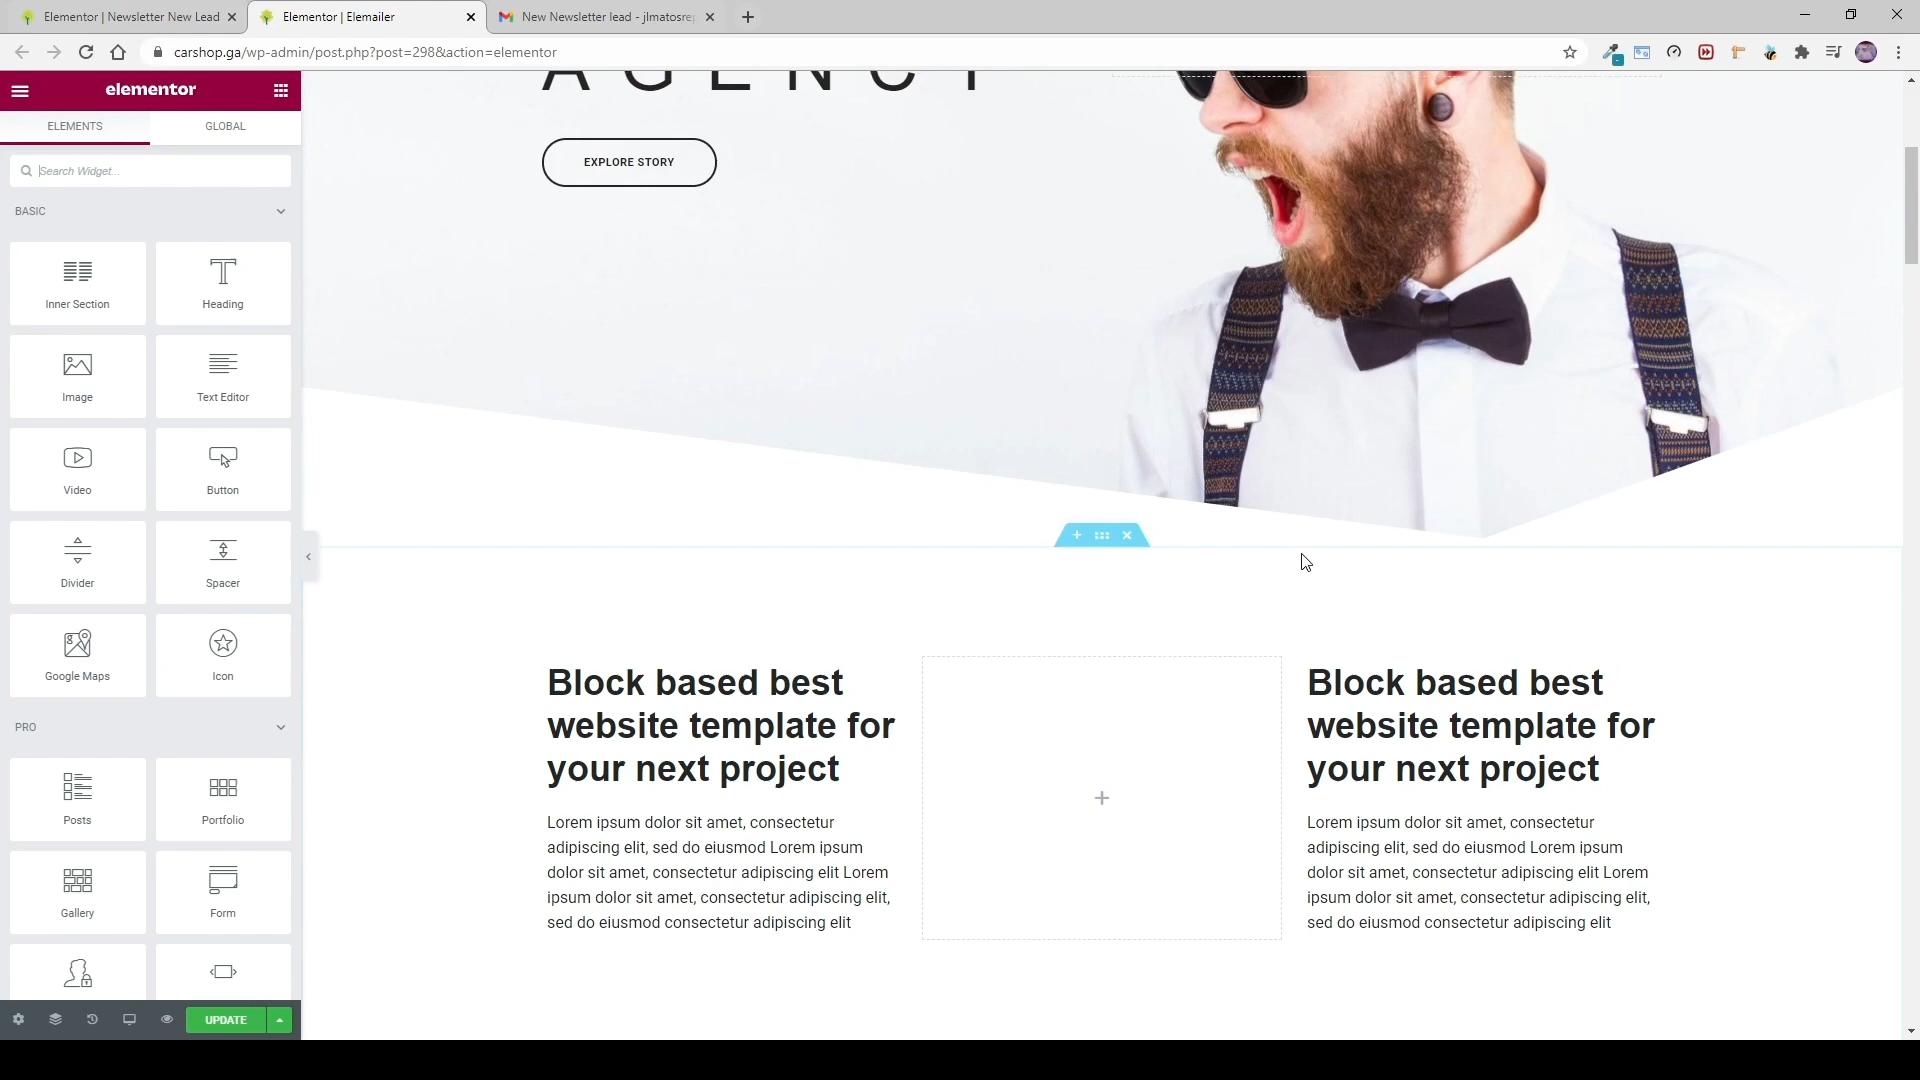 Elementor | Newsletter New Lead
Elementor | Elemailer
New Newsletter lead - jlmatosrep
carshop.ga/wp-admin/post.php?post=298&action=elementor
elementor
ELEMENTS
GLOBAL
Search Widget...
BASIC
Inner Section
Heading
Image
Text Editor
Video
Button
Divider
Spacer
Google Maps
Icon
PRO
Posts
Portfolio
Gallery
Form
UPDATE
AGENCY
EXPLORE STORY
Block based best
website template for
your next project
Lorem ipsum dolor sit amet, consectetur
adipiscing elit, sed do eiusmod Lorem ipsum
dolor sit amet, consectetur adipiscing elit Lorem
ipsum dolor sit amet, consectetur adipiscing elit,
sed do eiusmod consectetur adipiscing elit
Block based best
website template for
your next project
Lorem ipsum dolor sit amet, consectetur
adipiscing elit, sed do eiusmod Lorem ipsum
dolor sit amet, consectetur adipiscing elit Lorem
ipsum dolor sit amet, consectetur adipiscing elit,
sed do eiusmod consectetur adipiscing elit